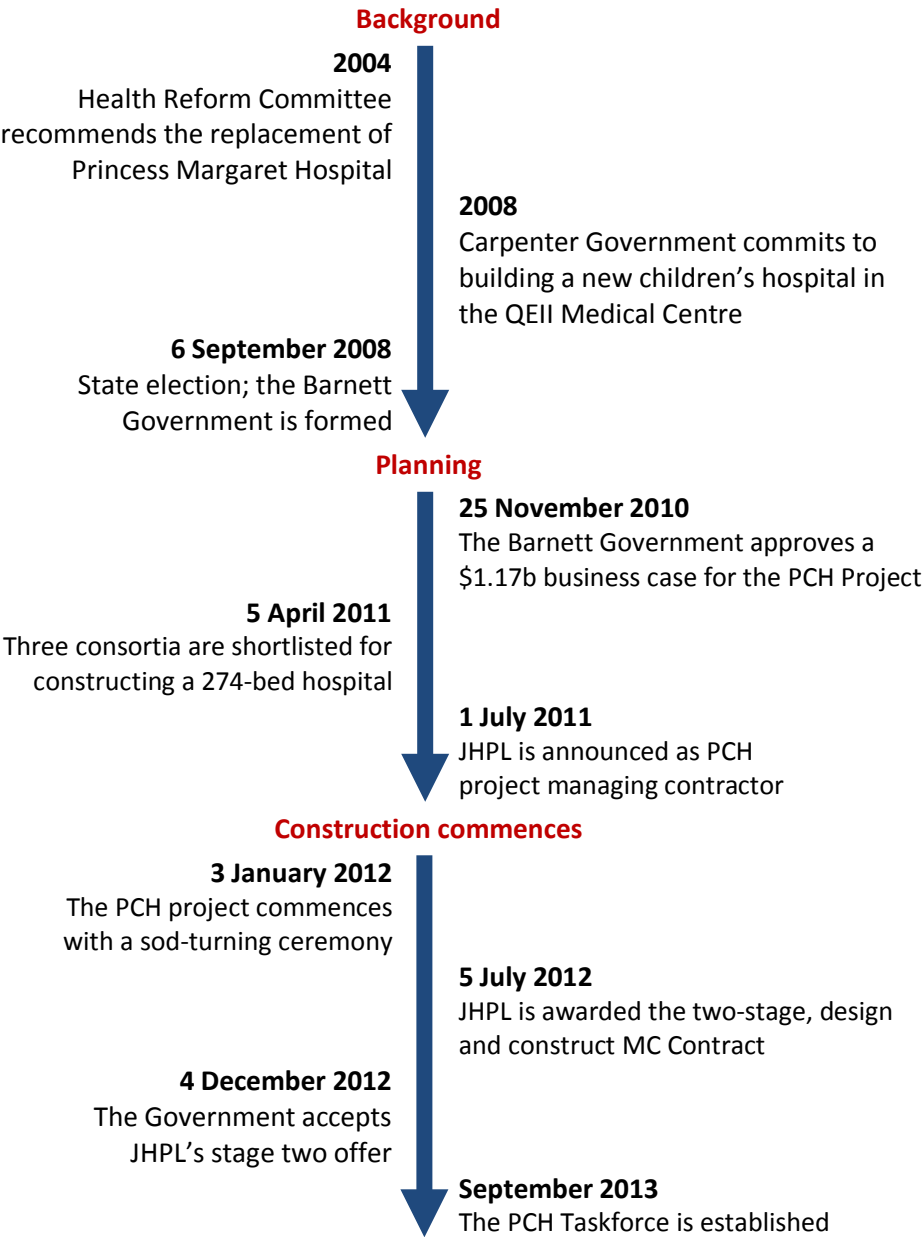 Background
2004
Health Reform Committee
recommends the replacement of
Princess Margaret Hospital
2008
Carpenter Government commits to
building a new children’s hospital in
the QEII Medical Centre
6 September 2008
State election; the Barnett
Government is formed
Planning
25 November 2010
The Barnett Government approves a
$1.17b business case for the PCH Project
5 April 2011
Three consortia are shortlisted for
constructing a 274-bed hospital
1 July 2011
JHPL is announced as PCH
project managing contractor
Construction commences
3 January 2012
The PCH project commences
with a sod-turning ceremony
5 July 2012
JHPL is awarded the two-stage, design
and construct MC Contract
4 December 2012
The Government accepts
JHPL’s stage two offer
September 2013
The PCH Taskforce is established